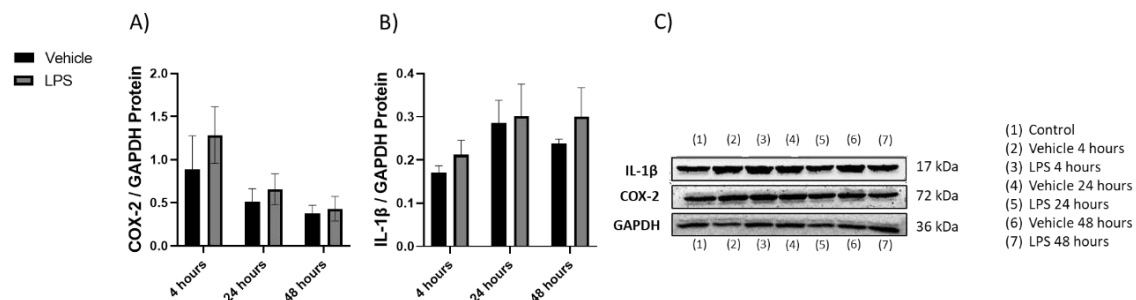 A)
B)
C)
Vehicle
LPS
COX-2 / GAPDH Protein
2.0
1.5
1.0
0.5
0.0
4 hours
24 hours
48 hours
IL-1β / GAPDH Protein
0.4
0.3
0.2
0.1
0.0
4 hours
24 hours
48 hours
(1) (2) (3) (4) (5) (6) (7)
IL-1β 17 kDa
COX-2 72 kDa
GAPDH 36 kDa
(1) (2) (3) (4) (5) (6) (7)
(1) Control
(2) Vehicle 4 hours
(3) LPS 4 hours
(4) Vehicle 24 hours
(5) LPS 24 hours
(6) Vehicle 48 hours
(7) LPS 48 hours